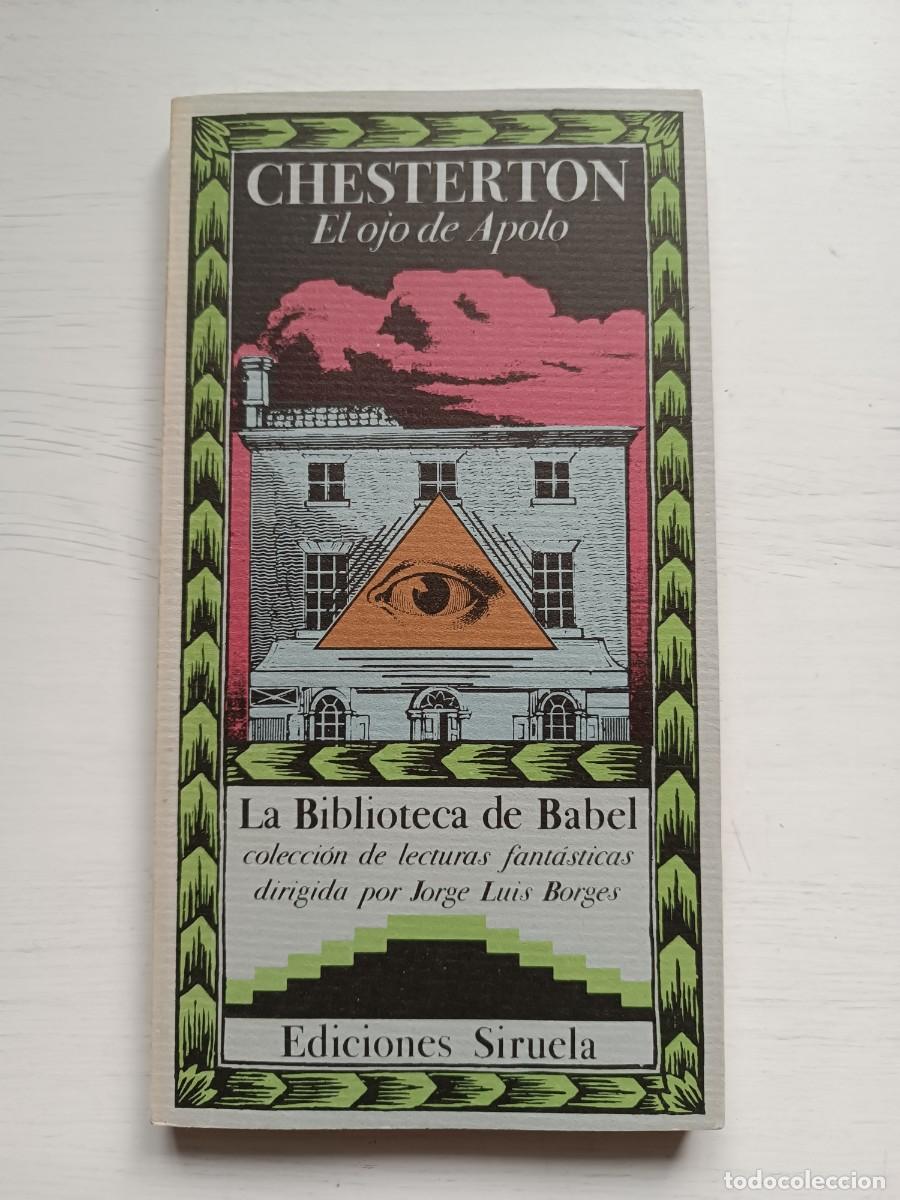 CHESTERTON
El ojo de Apolo
La Biblioteca de Babel
colección de lecturas fantásticas
dirigida por Jorge Luis Borges
Ediciones Siruela
todocoleccion